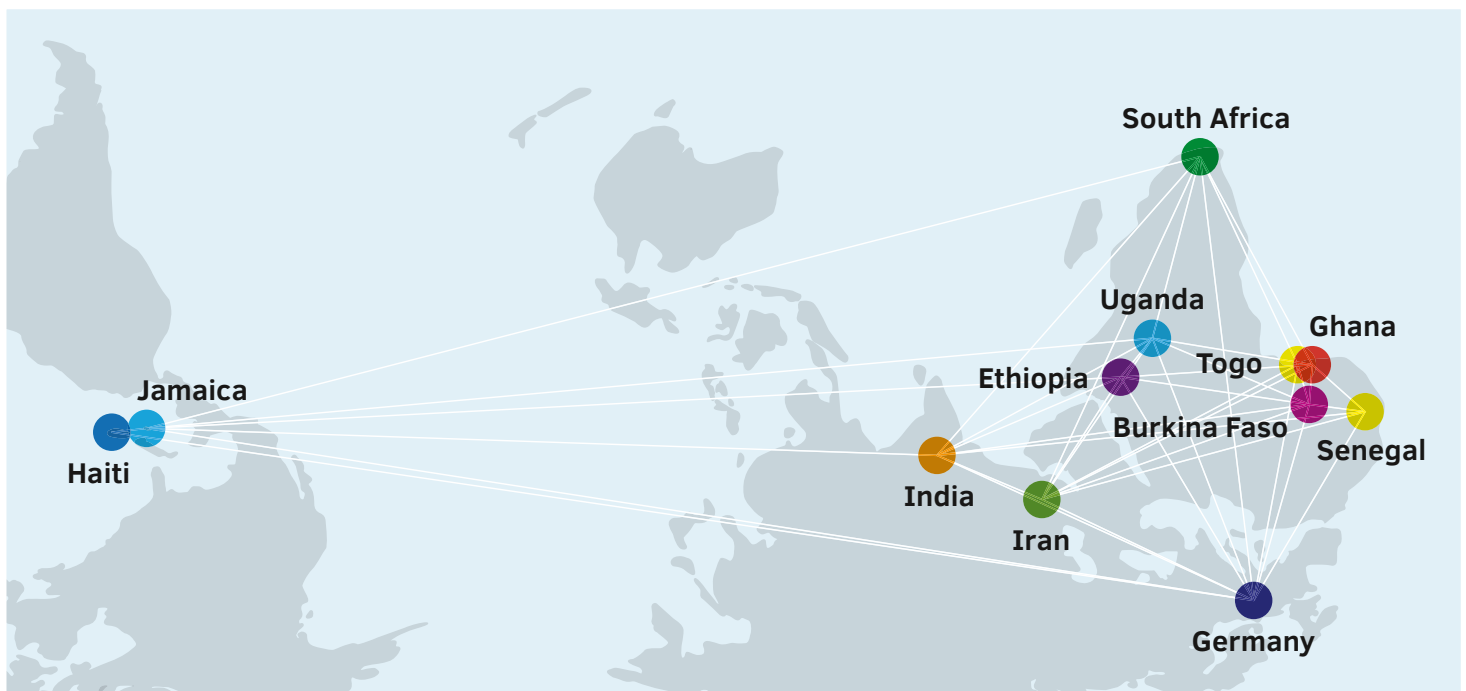 South Africa
Uganda
Ghana
Togo
Ethiopia
Jamaica
Burkina Faso
Senegal
Haiti
India
Iran
Germany